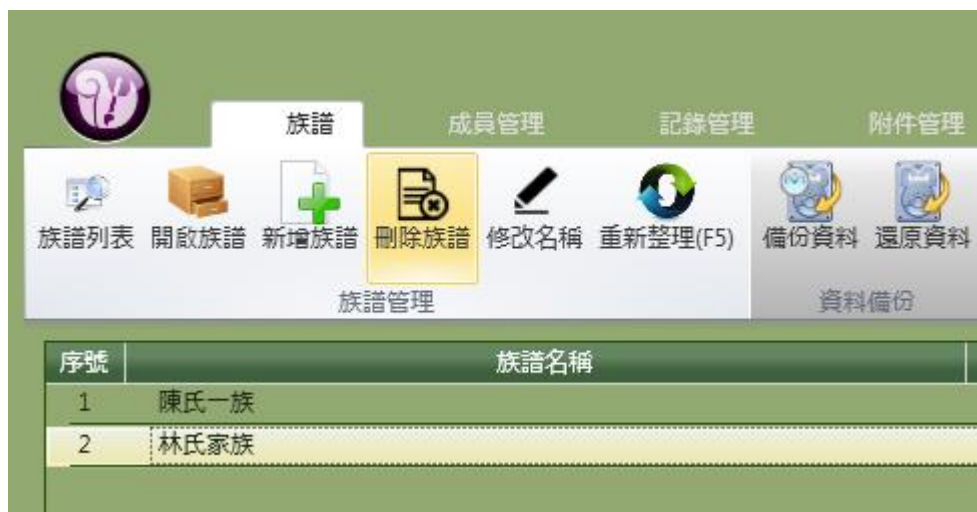 族譜 成員管理 記錄管理 附件管理
族譜列表 開啟族譜 新增族譜 刪除族譜 修改名稱 重新整理(F5) 備份資料 還原資料
族譜管理 資料備份
序號 族譜名稱
1 陳氏一族
2 林氏家族